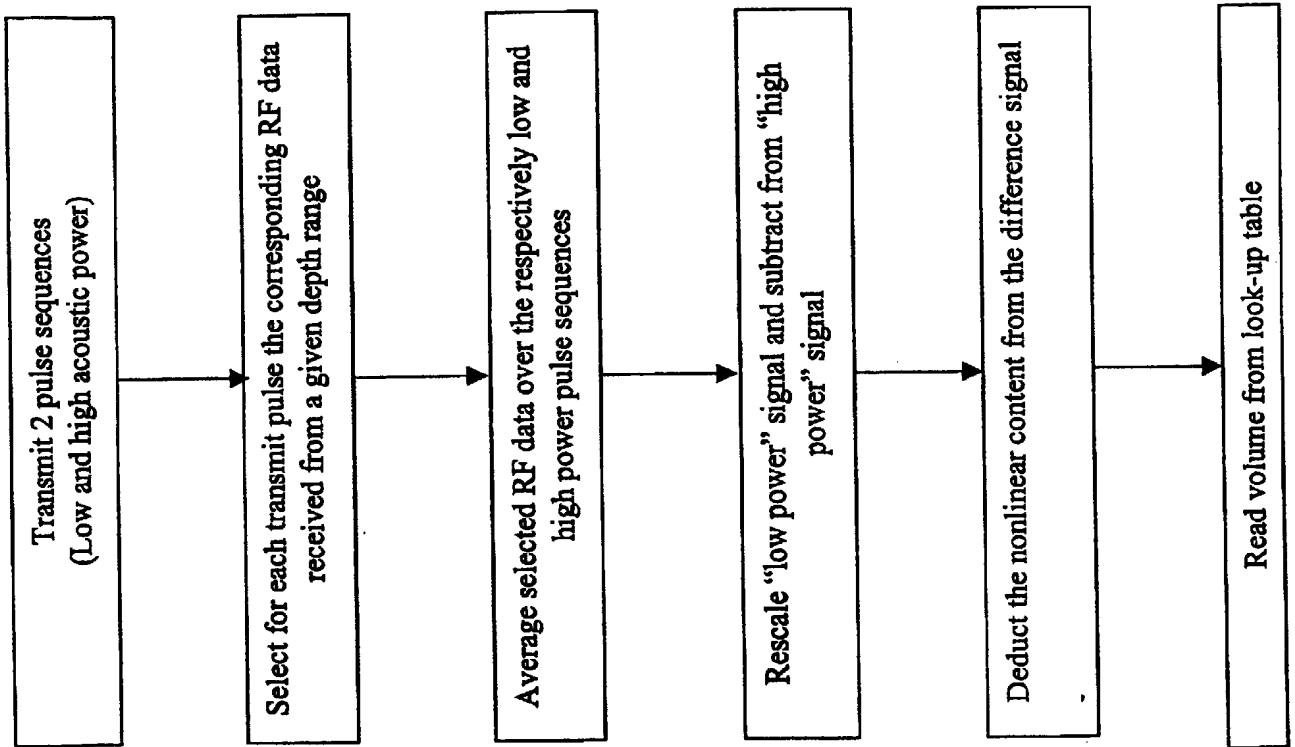 Transmit 2 pulse sequences
(Low and high acoustic power)
Select for each transmit pulse the corresponding RF data
received from a given depth range
Average selected RF data over the respectively low and
high power pulse sequences
Rescale “low power” signal and subtract from “high
power” signal
Deduct the nonlinear content from the difference signal
Read volume from look-up table